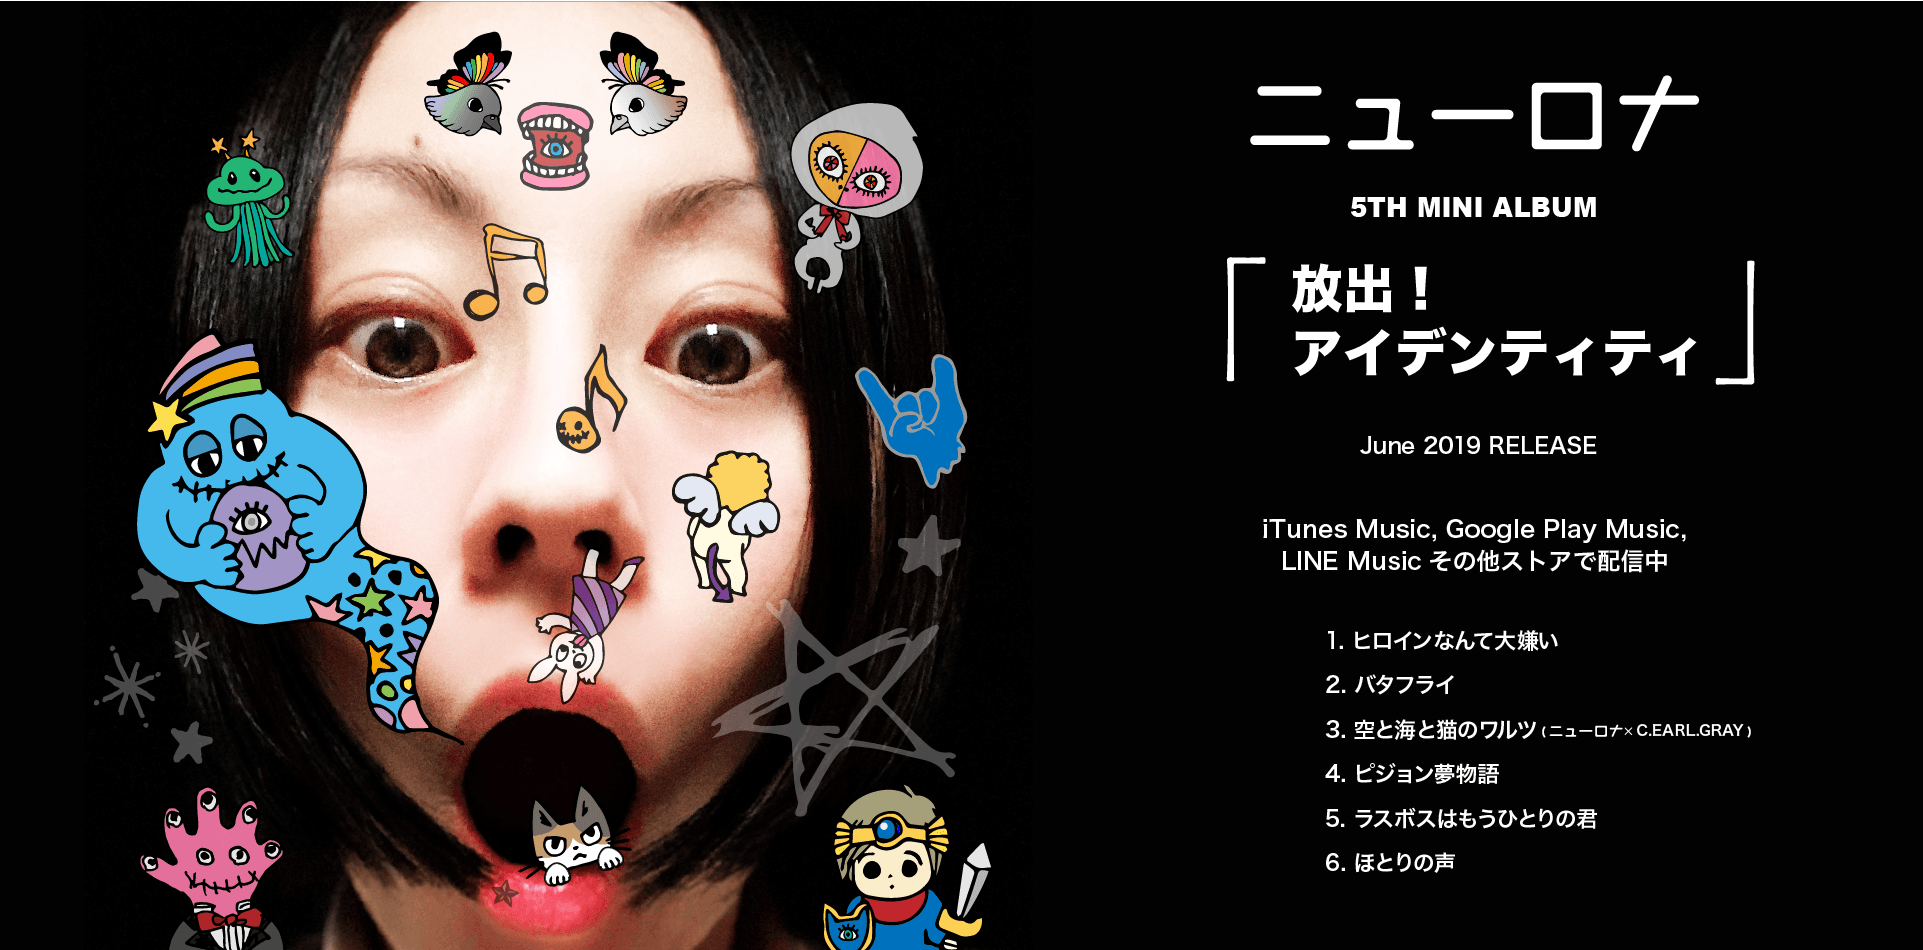 ニューロナ
5TH MINI ALBUM
「放出！
アイデンティティ」
June 2019 RELEASE
iTunes Music, Google Play Music,
LINE Music その他ストアで配信中
1. ヒロインなんて大嫌い
2. バタフライ
3. 空と海と猫のワルツ ( ニューロナ× C.EARL.GRAY )
4. ピジョン夢物語
5. ラスボスはもうひとりの君
6. ほとりの声